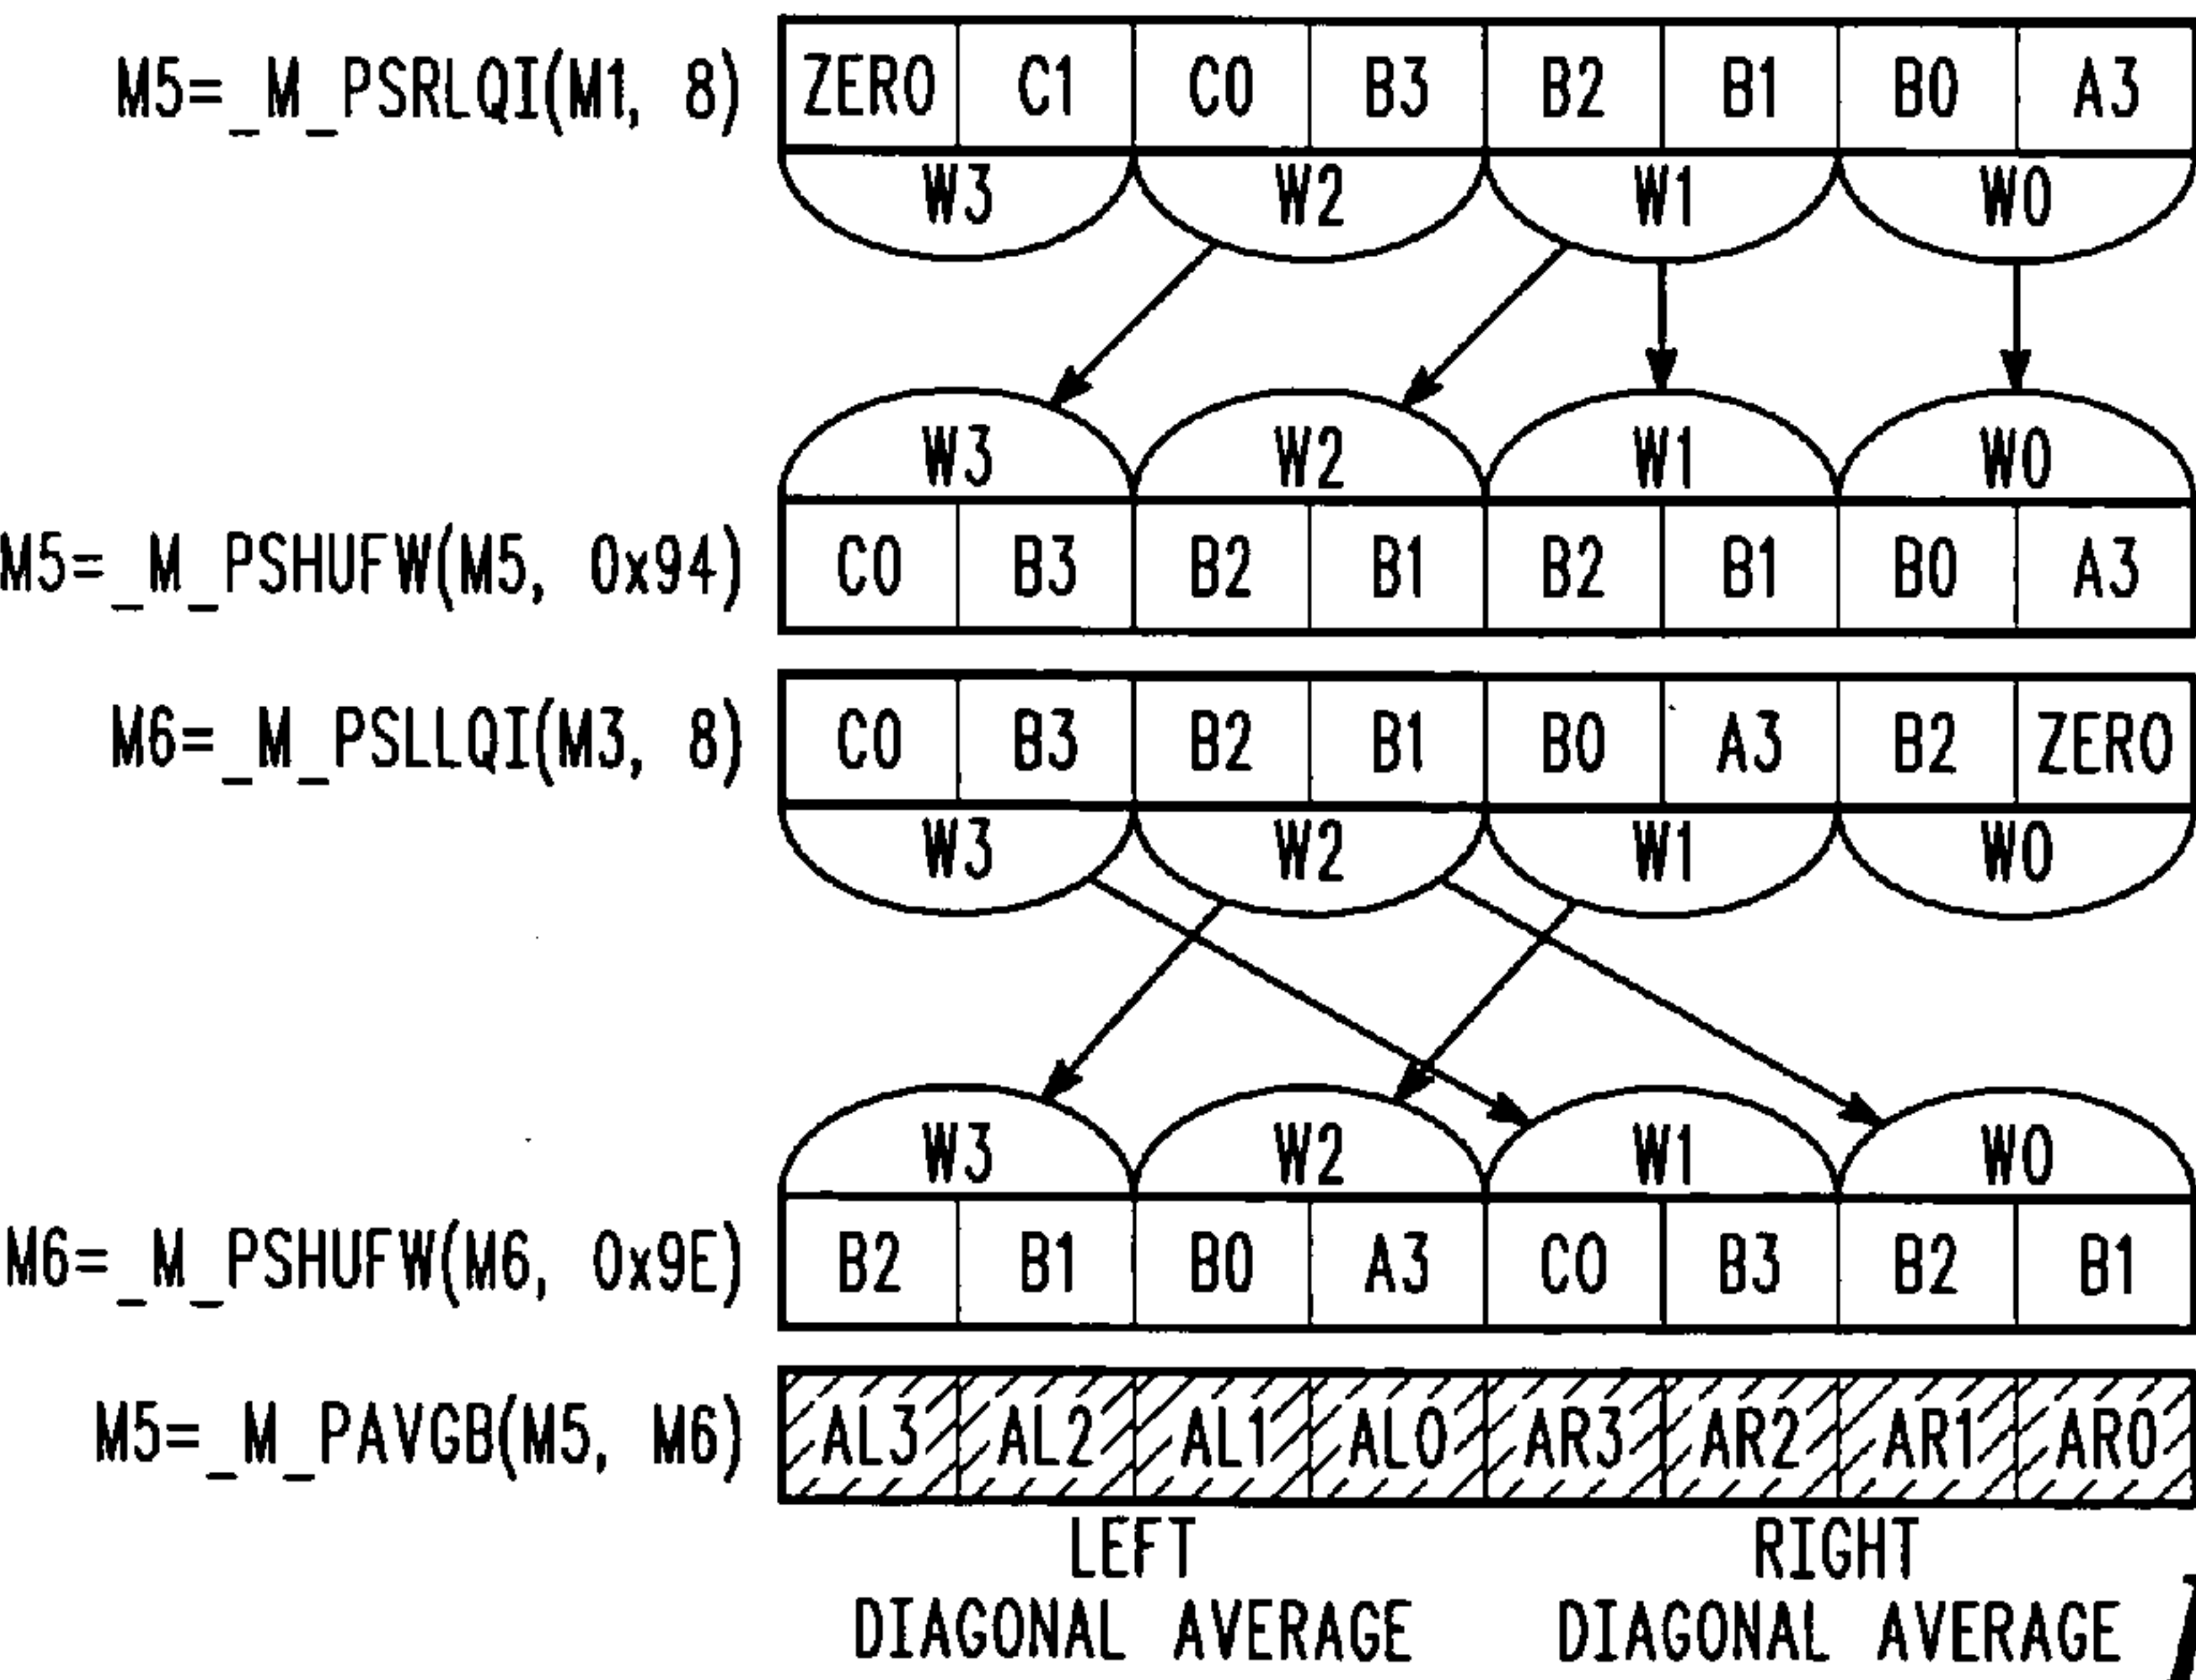 M5=_M_PSRLQI(M1, 8) ZERO C1 C0 B3 B2 B1 B0 A3
W3 W2 W1 W0
W3 W2 W1 W0
M5=_M_PSHUFW(M5, 0x94) C0 B3 B2 B1 B2 B1 B0 A3
M6=_M_PSLLQI(M3, 8) C0 B3 B2 B1 B0 A3 B2 ZERO
W3 W2 W1 W0
W3 W2 W1 W0
M6=_M_PSHUFW(M6, 0x9E) B2 B1 B0 A3 C0 B3 B2 B1
M5=_M_PAVGB(M5, M6) AL3 AL2 AL1 AL0 AR3 AR2 AR1 AR0
LEFT RIGHT
DIAGONAL AVERAGE DIAGONAL AVERAGE